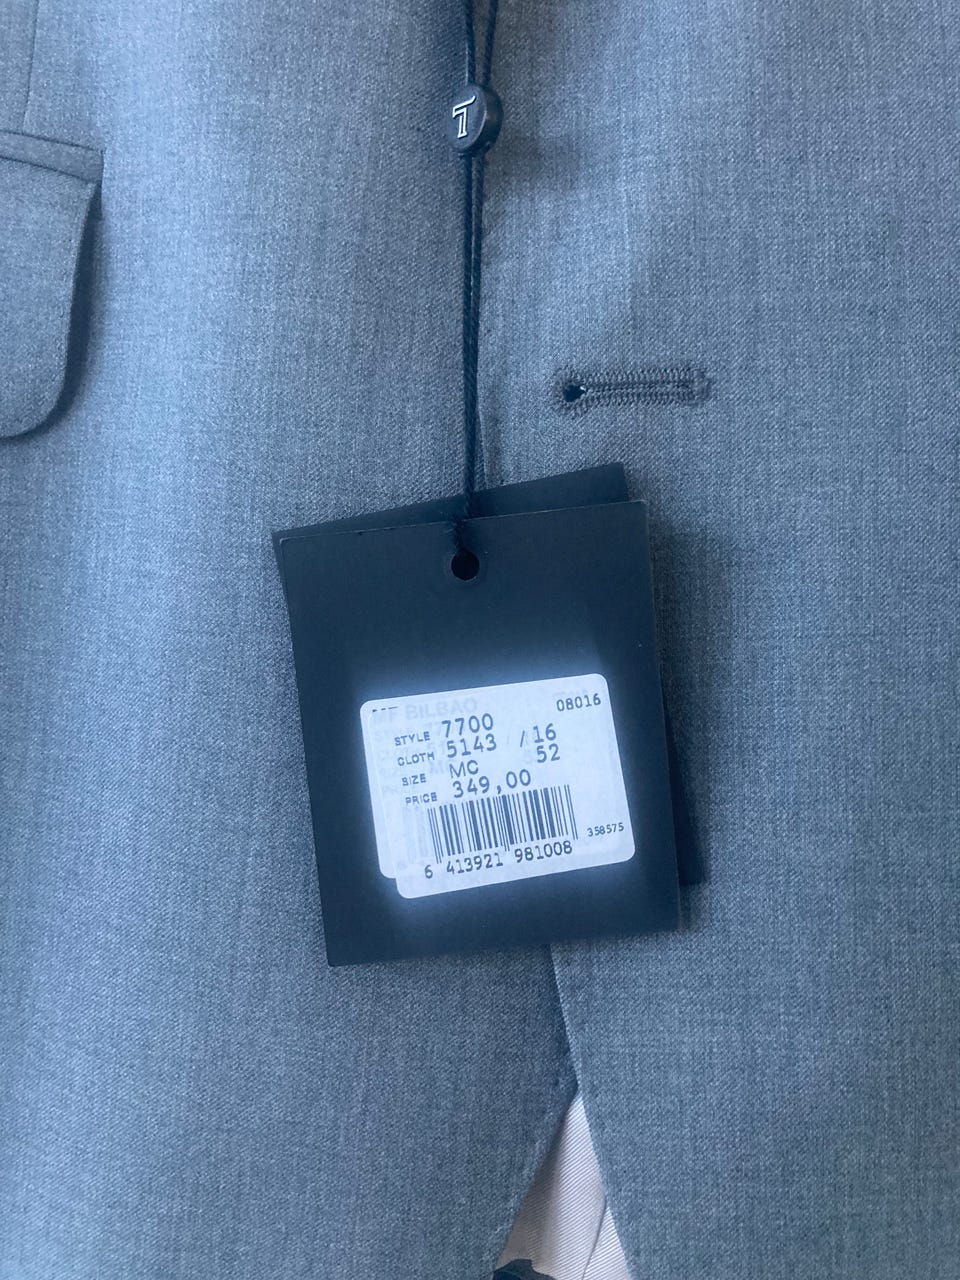 T
MF BILBAO
08016
STYLE 7700
CLOTH 5143 / 16
SIZE MC 52
PRICE 349,00
358575
6 413921 981008